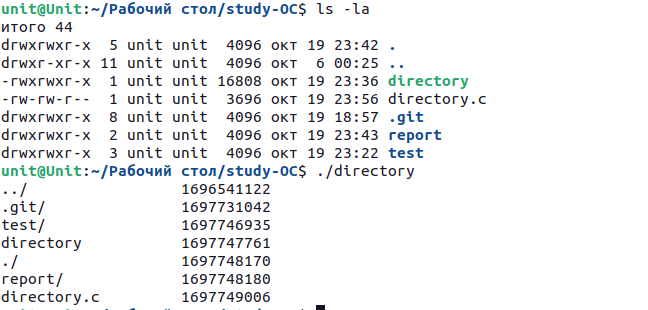 unit@Unit:~/Рабочий стол/study-ОС$ ls -la
итого 44
drwxrwxr-x  5 unit unit  4096 окт 19 23:42 .
drwxr-xr-x 11 unit unit  4096 окт  6 00:25 ..
-rwxrwxr-x  1 unit unit 16808 окт 19 23:36 directory
-rw-rw-r--  1 unit unit  3696 окт 19 23:56 directory.c
drwxrwxr-x  8 unit unit  4096 окт 19 18:57 .git
drwxrwxr-x  2 unit unit  4096 окт 19 23:43 report
drwxrwxr-x  3 unit unit  4096 окт 19 23:22 test
unit@Unit:~/Рабочий стол/study-ОС$ ./directory
../                 1696541122
.git/               1697731042
test/               1697746935
directory           1697747761
./                  1697748170
report/             1697748180
directory.c         1697749006